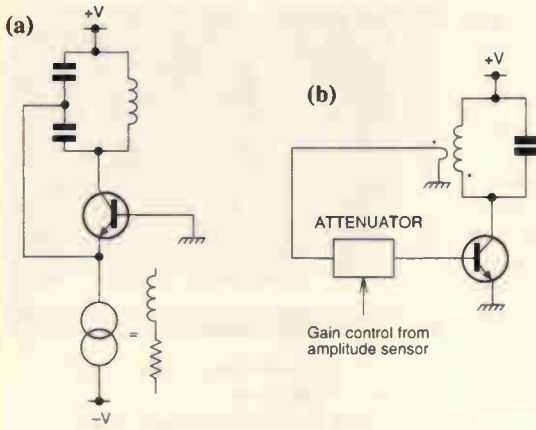 (a)
+V
=
−V
(b)
+V
ATTENUATOR
Gain control from
amplitude sensor